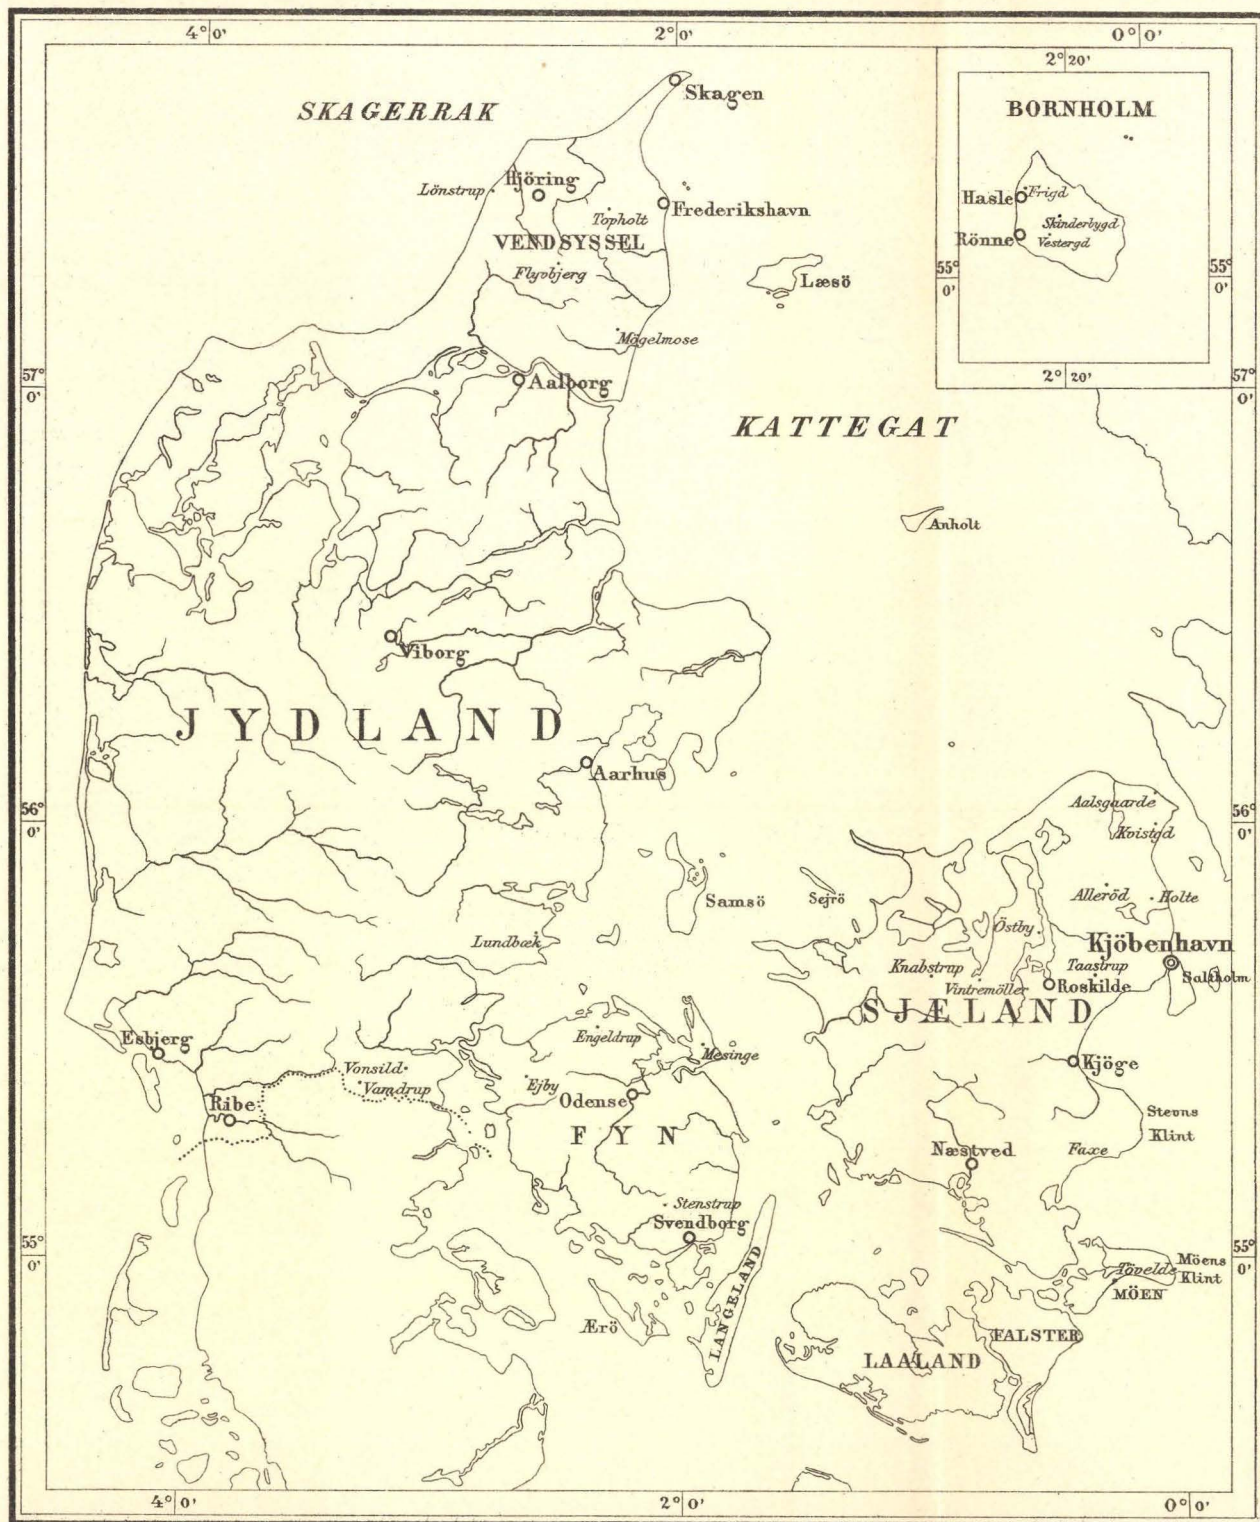 4° 0'
2° 0'
0° 0'
2° 20'
SKAGERRAK
Skagen
BORNHOLM
Lönstrup
Hjöring
Topholt
Frederikshavn
VENDSYSSEL
Flyvbjerg
Læsö
Mögelmose
Hasle
Frigd
Skinderbygd
Rönne
Vestergd
55° 0'
55° 0'
2° 20'
57° 0'
57° 0'
Aalborg
KATTEGAT
Anholt
Viborg
JYDLAND
Aarhus
56° 0'
56° 0'
Aalsgaarde
Kvistgd
Samsö
Sejrö
Alleröd
Holte
Lundbæk
Östby
Kjöbenhavn
Knabstrup
Taastrup
Saltholm
Vintremöller
Roskilde
SJÆLAND
Esbjerg
Engeldrup
Mesinge
Kjöge
Vonsild
Vamdrup
Ejby
Odense
Ribe
FYN
Stevns
Klint
Næstved
Faxe
Stenstrup
Svendborg
55° 0'
55° 0'
LANGELAND
Tövelde
Möens
Klint
MÖEN
Ærö
FALSTER
LAALAND
4° 0'
2° 0'
0° 0'